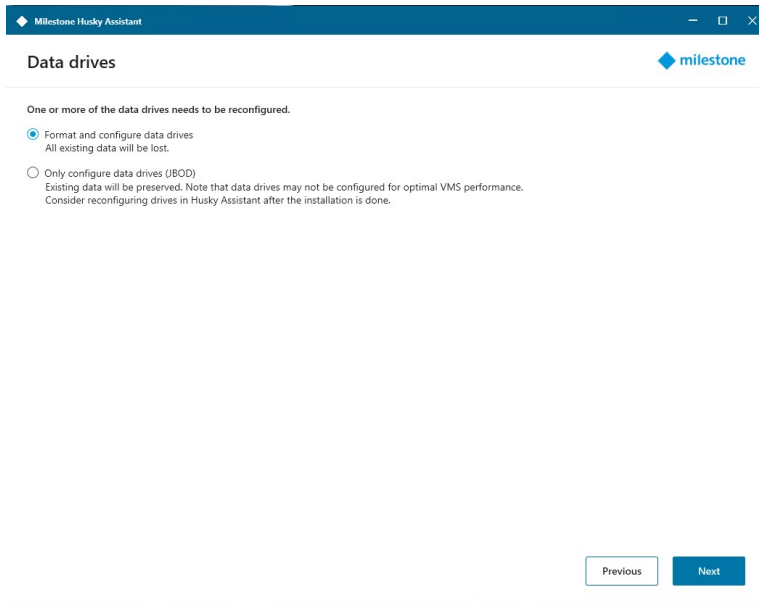 Milestone Husky Assistant
Data drives
milestone
One or more of the data drives needs to be reconfigured.
Format and configure data drives
All existing data will be lost.
Only configure data drives (JBOD)
Existing data will be preserved. Note that data drives may not be configured for optimal VMS performance.
Consider reconfiguring drives in Husky Assistant after the installation is done.
Previous
Next